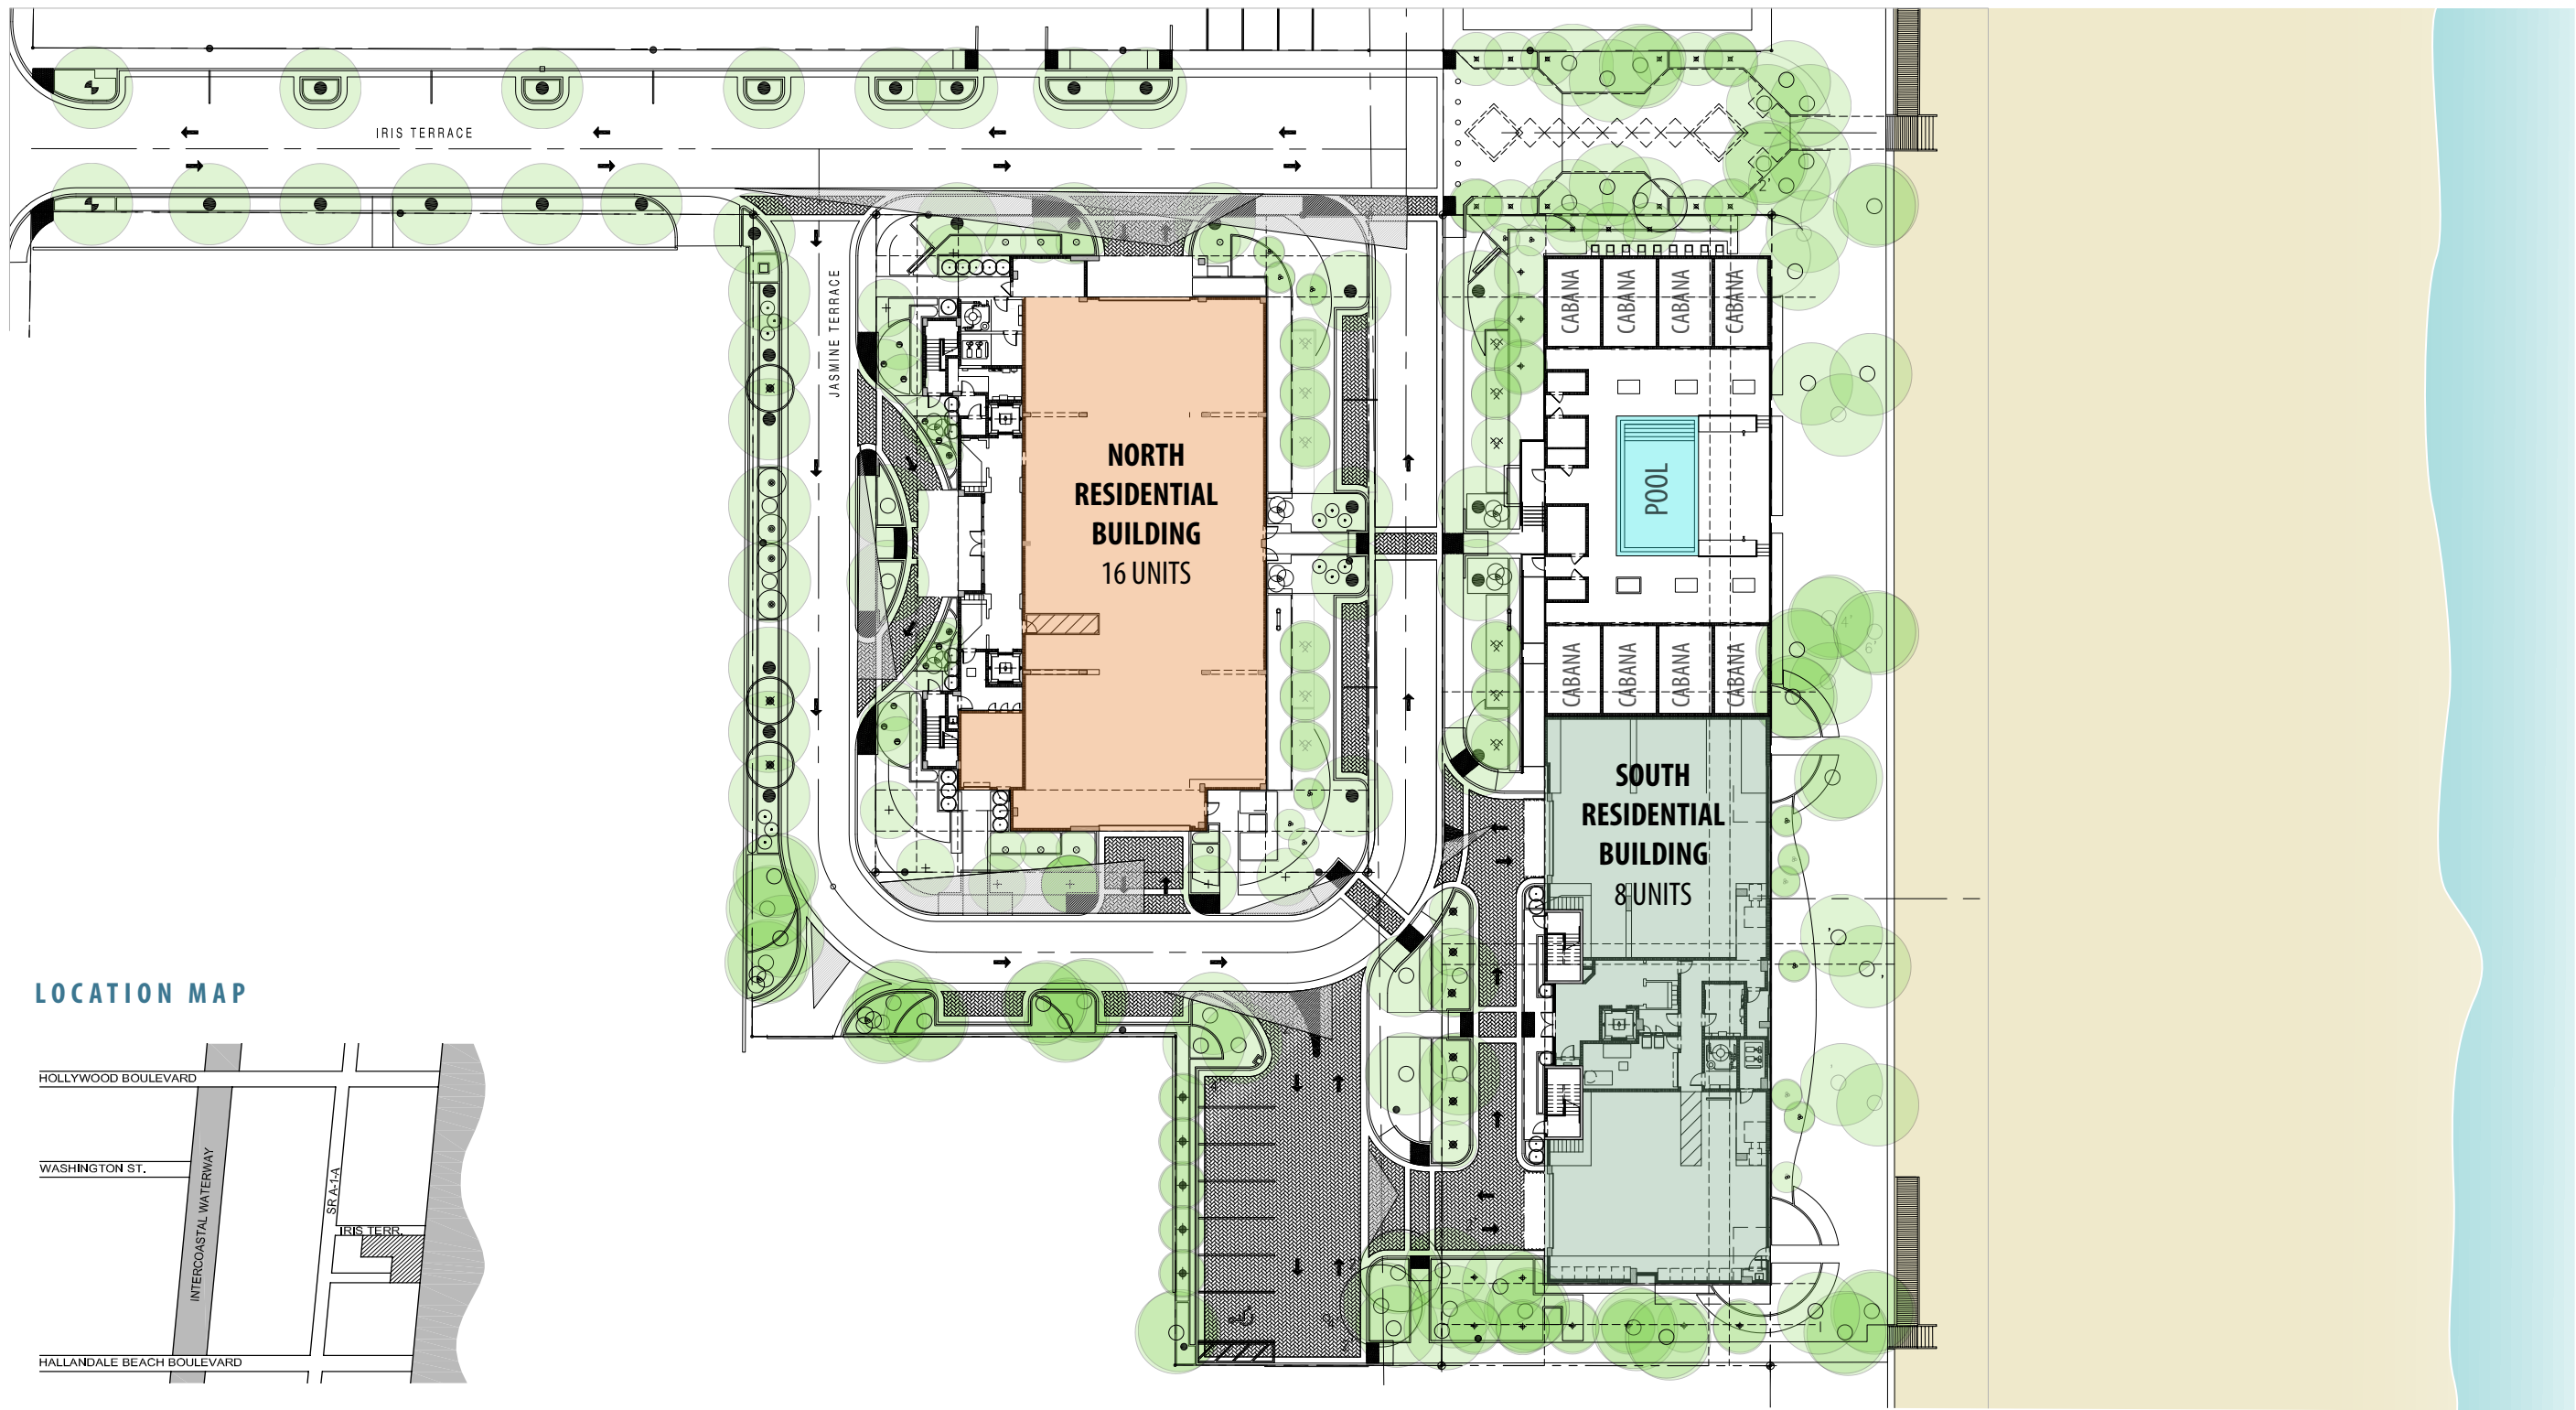 IRIS TERRACE
JASMINE TERRACE
CABANA
CABANA
CABANA
CABANA
POOL
NORTH
RESIDENTIAL
BUILDING
16 UNITS
CABANA
CABANA
CABANA
CABANA
SOUTH
RESIDENTIAL
BUILDING
8 UNITS
LOCATION MAP
HOLLYWOOD BOULEVARD
WASHINGTON ST.
INTERCOASTAL WATERWAY
SR A-1-A
IRIS TERR.
HALLANDALE BEACH BOULEVARD